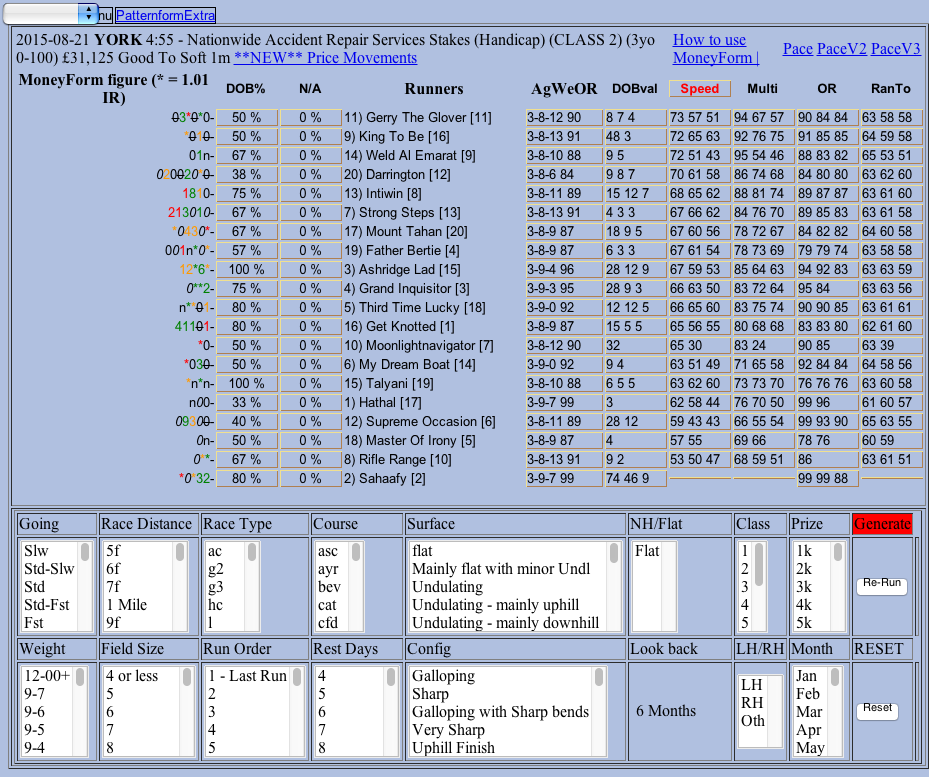 nu PatternformExtra
2015-08-21 YORK 4:55 - Nationwide Accident Repair Services Stakes (Handicap) (CLASS 2) (3yo
0-100) £31,125 Good To Soft 1m **NEW** Price Movements
How to use
MoneyForm |
Pace PaceV2 PaceV3
MoneyForm figure (* = 1.01
IR) DOB% N/A Runners AgWeOR DOBval Speed Multi OR RanTo
03*0*0- 50 % 0 % 11) Gerry The Glover [11] 3-8-12 90 8 7 4 73 57 51 94 67 57 90 84 84 63 58 58
*010- 50 % 0 % 9) King To Be [16] 3-8-13 91 48 3 72 65 63 92 76 75 91 85 85 64 59 58
01n- 67 % 0 % 14) Weld Al Emarat [9] 3-8-10 88 9 5 72 51 43 95 54 46 88 83 82 65 53 51
020020*0- 38 % 0 % 20) Darrington [12] 3-8-6 84 9 8 7 70 61 58 86 74 68 84 80 80 63 62 60
1810- 75 % 0 % 13) Intiwin [8] 3-8-11 89 15 12 7 68 65 62 88 81 74 89 87 87 63 61 60
213010- 67 % 0 % 7) Strong Steps [13] 3-8-13 91 4 3 3 67 66 62 84 76 70 89 85 83 63 61 58
*0430*- 67 % 0 % 17) Mount Tahan [20] 3-8-9 87 18 9 5 67 60 56 78 72 67 84 82 82 64 60 58
001n*0*- 57 % 0 % 19) Father Bertie [4] 3-8-9 87 6 3 3 67 61 54 78 73 69 79 79 74 63 58 58
12*6*- 100 % 0 % 3) Ashridge Lad [15] 3-9-4 96 28 12 9 67 59 53 85 64 63 94 92 83 63 63 59
0**2- 75 % 0 % 4) Grand Inquisitor [3] 3-9-3 95 28 9 3 66 63 50 83 72 64 95 84 63 63 56
n**01- 80 % 0 % 5) Third Time Lucky [18] 3-9-0 92 12 12 5 66 65 60 83 75 74 90 90 85 63 61 61
41101- 80 % 0 % 16) Get Knotted [1] 3-8-9 87 15 5 5 65 56 55 80 68 68 83 83 80 62 61 60
*0- 50 % 0 % 10) Moonlightnavigator [7] 3-8-12 90 32 65 30 83 24 90 85 63 39
*030- 50 % 0 % 6) My Dream Boat [14] 3-9-0 92 9 4 63 51 49 71 65 58 92 84 84 64 58 56
*n*n- 100 % 0 % 15) Talyani [19] 3-8-10 88 6 5 5 63 62 60 73 73 70 76 76 76 63 60 58
n00- 33 % 0 % 1) Hathal [17] 3-9-7 99 3 62 58 44 76 70 50 99 96 61 60 57
09300- 40 % 0 % 12) Supreme Occasion [6] 3-8-11 89 28 12 59 43 43 66 55 54 99 93 90 65 63 55
0n- 50 % 0 % 18) Master Of Irony [5] 3-8-9 87 4 57 55 69 66 78 76 60 59
0**- 67 % 0 % 8) Rifle Range [10] 3-8-13 91 9 2 53 50 47 68 59 51 86 63 61 51
*0*32- 80 % 0 % 2) Sahaafy [2] 3-9-7 99 74 46 9 99 99 88
Going Race Distance Race Type Course Surface NH/Flat Class Prize Generate
Slw 5f ac asc flat Flat 1 1k
Std-Slw 6f g2 ayr Mainly flat with minor Undl 2 2k
Std 7f g3 bev Undulating 3 3k Re-Run
Std-Fst 1 Mile hc cat Undulating - mainly uphill 4 4k
Fst 9f l cfd Undulating - mainly downhill 5 5k
Weight Field Size Run Order Rest Days Config Look back LH/RH Month RESET
12-00+ 4 or less 1 - Last Run 4 Galloping LH Jan
9-7 5 2 5 Sharp RH Feb
9-6 6 3 6 Galloping with Sharp bends 6 Months Oth Mar Reset
9-5 7 4 7 Very Sharp Apr
9-4 8 5 8 Uphill Finish May